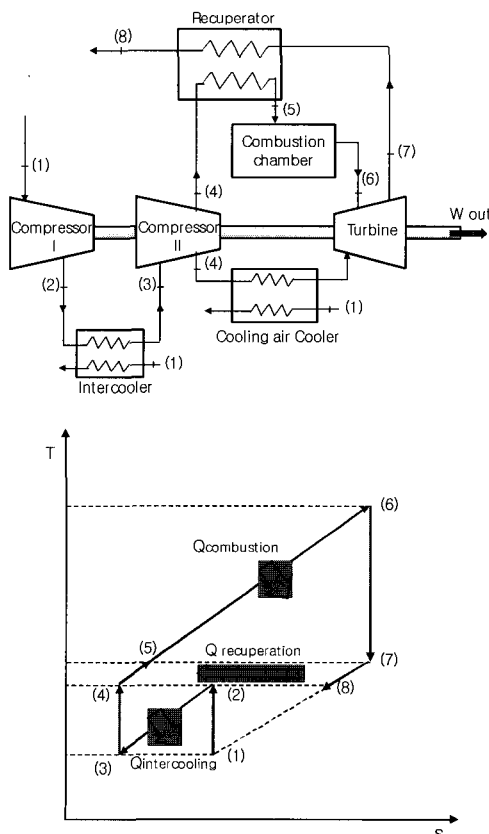 Recuperator
(8)
(5)
Combustion
chamber
(7)
(1)
(4)
(6)
W out
Compressor
I
Compressor
II
Turbine
(4)
(2)
(3)
(1)
Cooling air Cooler
(1)
Intercooler
T
(6)
Qcombustion
(5)
Q recuperation
(7)
(4)
(2)
(8)
(3)
Qintercooling
(1)
S